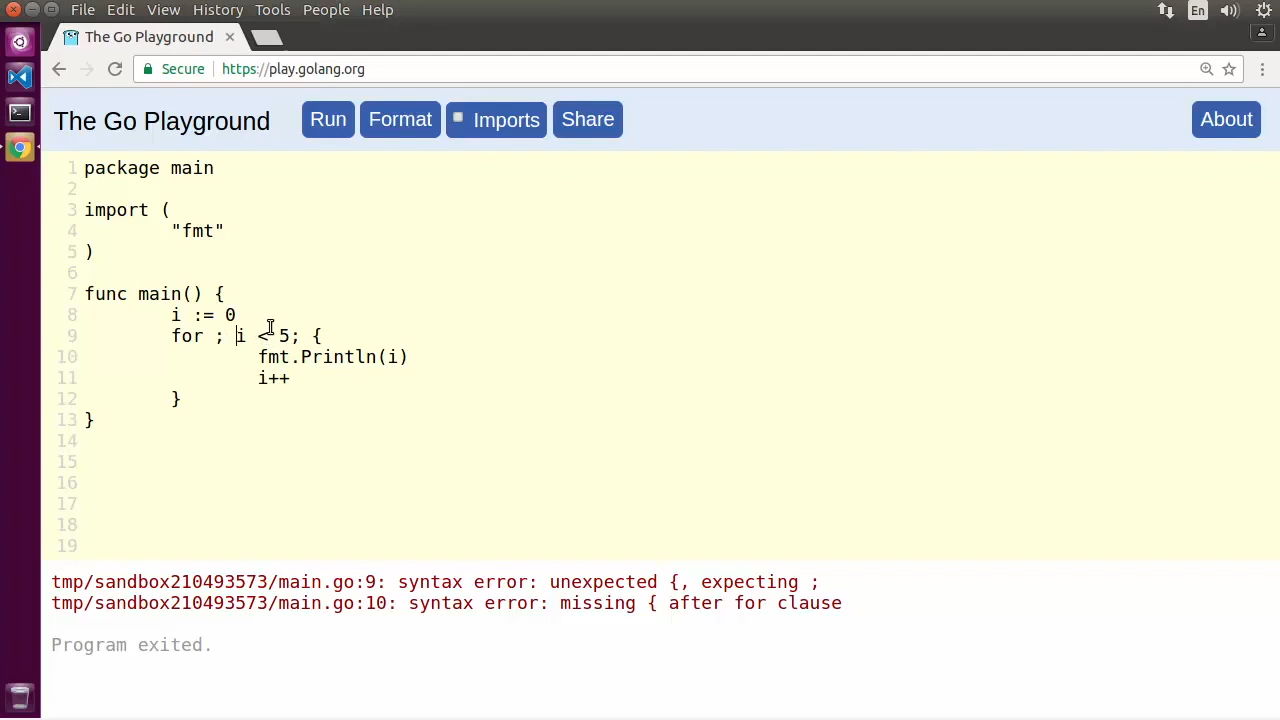 File Edit View History Tools People Help
En
The Go Playground
Secure https://play.golang.org
The Go Playground Run Format Imports Share About
1 package main
2
3 import (
4 "fmt"
5 )
6
7 func main() {
8 i := 0
9 for ; i < 5; {
10 fmt.Println(i)
11 i++
12 }
13 }
14
15
16
17
18
19
tmp/sandbox210493573/main.go:9: syntax error: unexpected {, expecting ;
tmp/sandbox210493573/main.go:10: syntax error: missing { after for clause
Program exited.